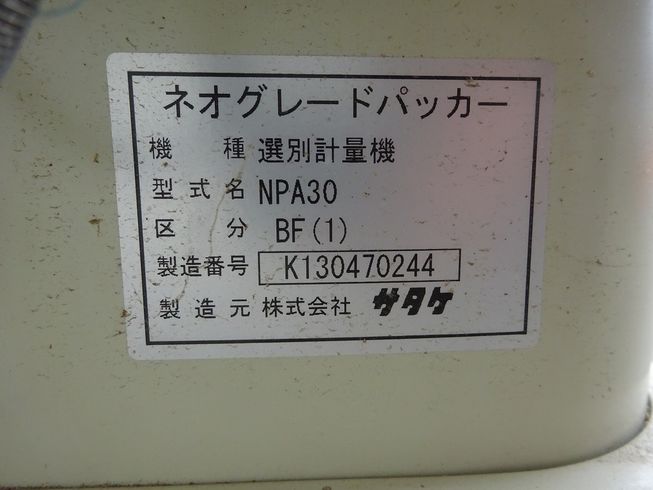 ネオグレードパッカー
機種 選別計量機
型式名 NPA30
区分 BF(1)
製造番号 K130470244
製造元 株式会社 サタケ